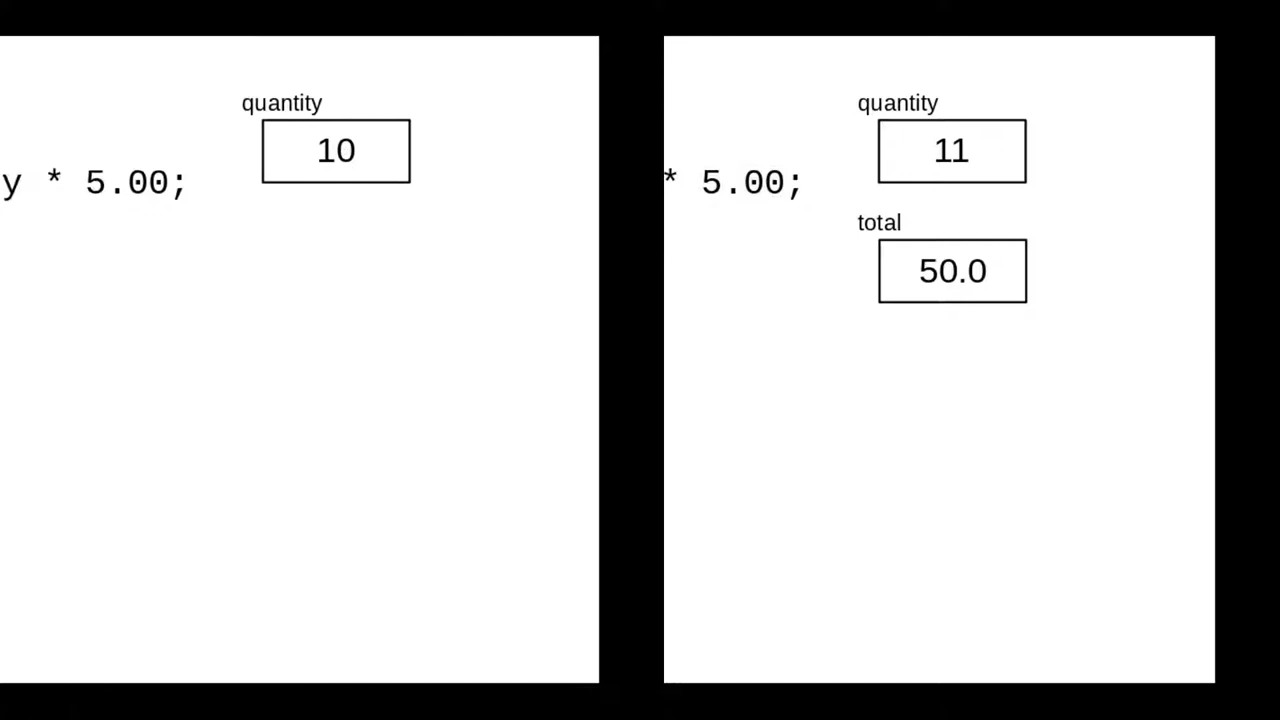 quantity
10
y * 5.00;
quantity
11
* 5.00;
total
50.0